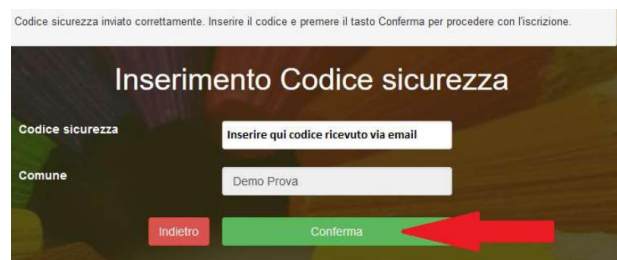 Codice sicurezza inviato correttamente. Inserire il codice e premere il tasto Conferma per procedere con l'iscrizione.
Inserimento Codice sicurezza
Codice sicurezza
Inserire qui codice ricevuto via email
Comune
Demo Prova
Indietro
Conferma